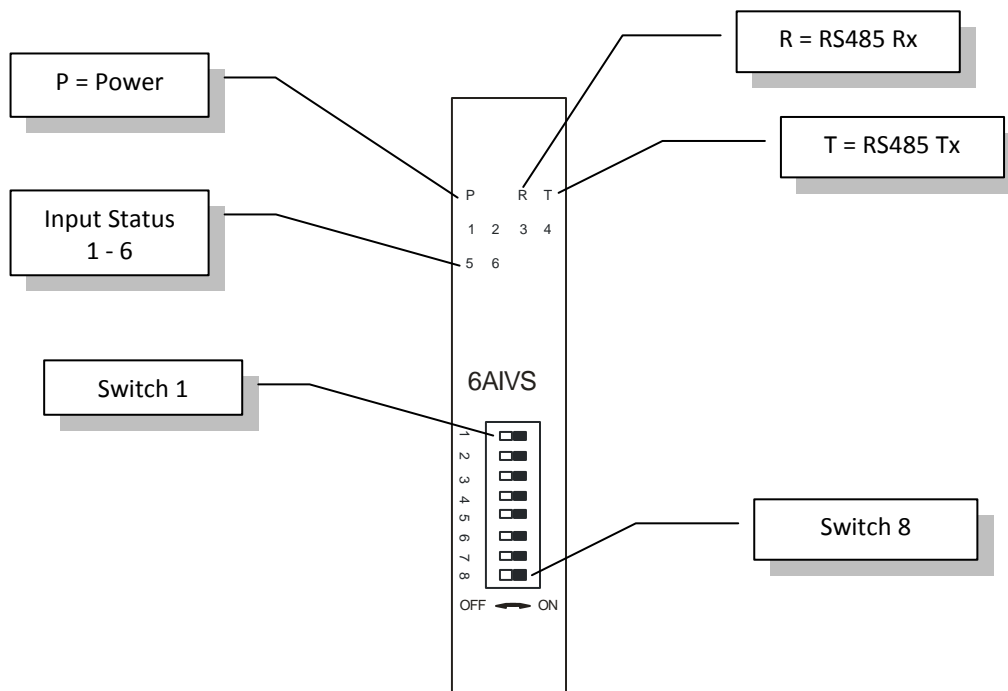 R = RS485 Rx
P = Power
T = RS485 Tx
P R T
Input Status
1 - 6
1 2 3 4
5 6
6AIVS
Switch 1
1
2
3
4
5
6
7
8
Switch 8
OFF ON